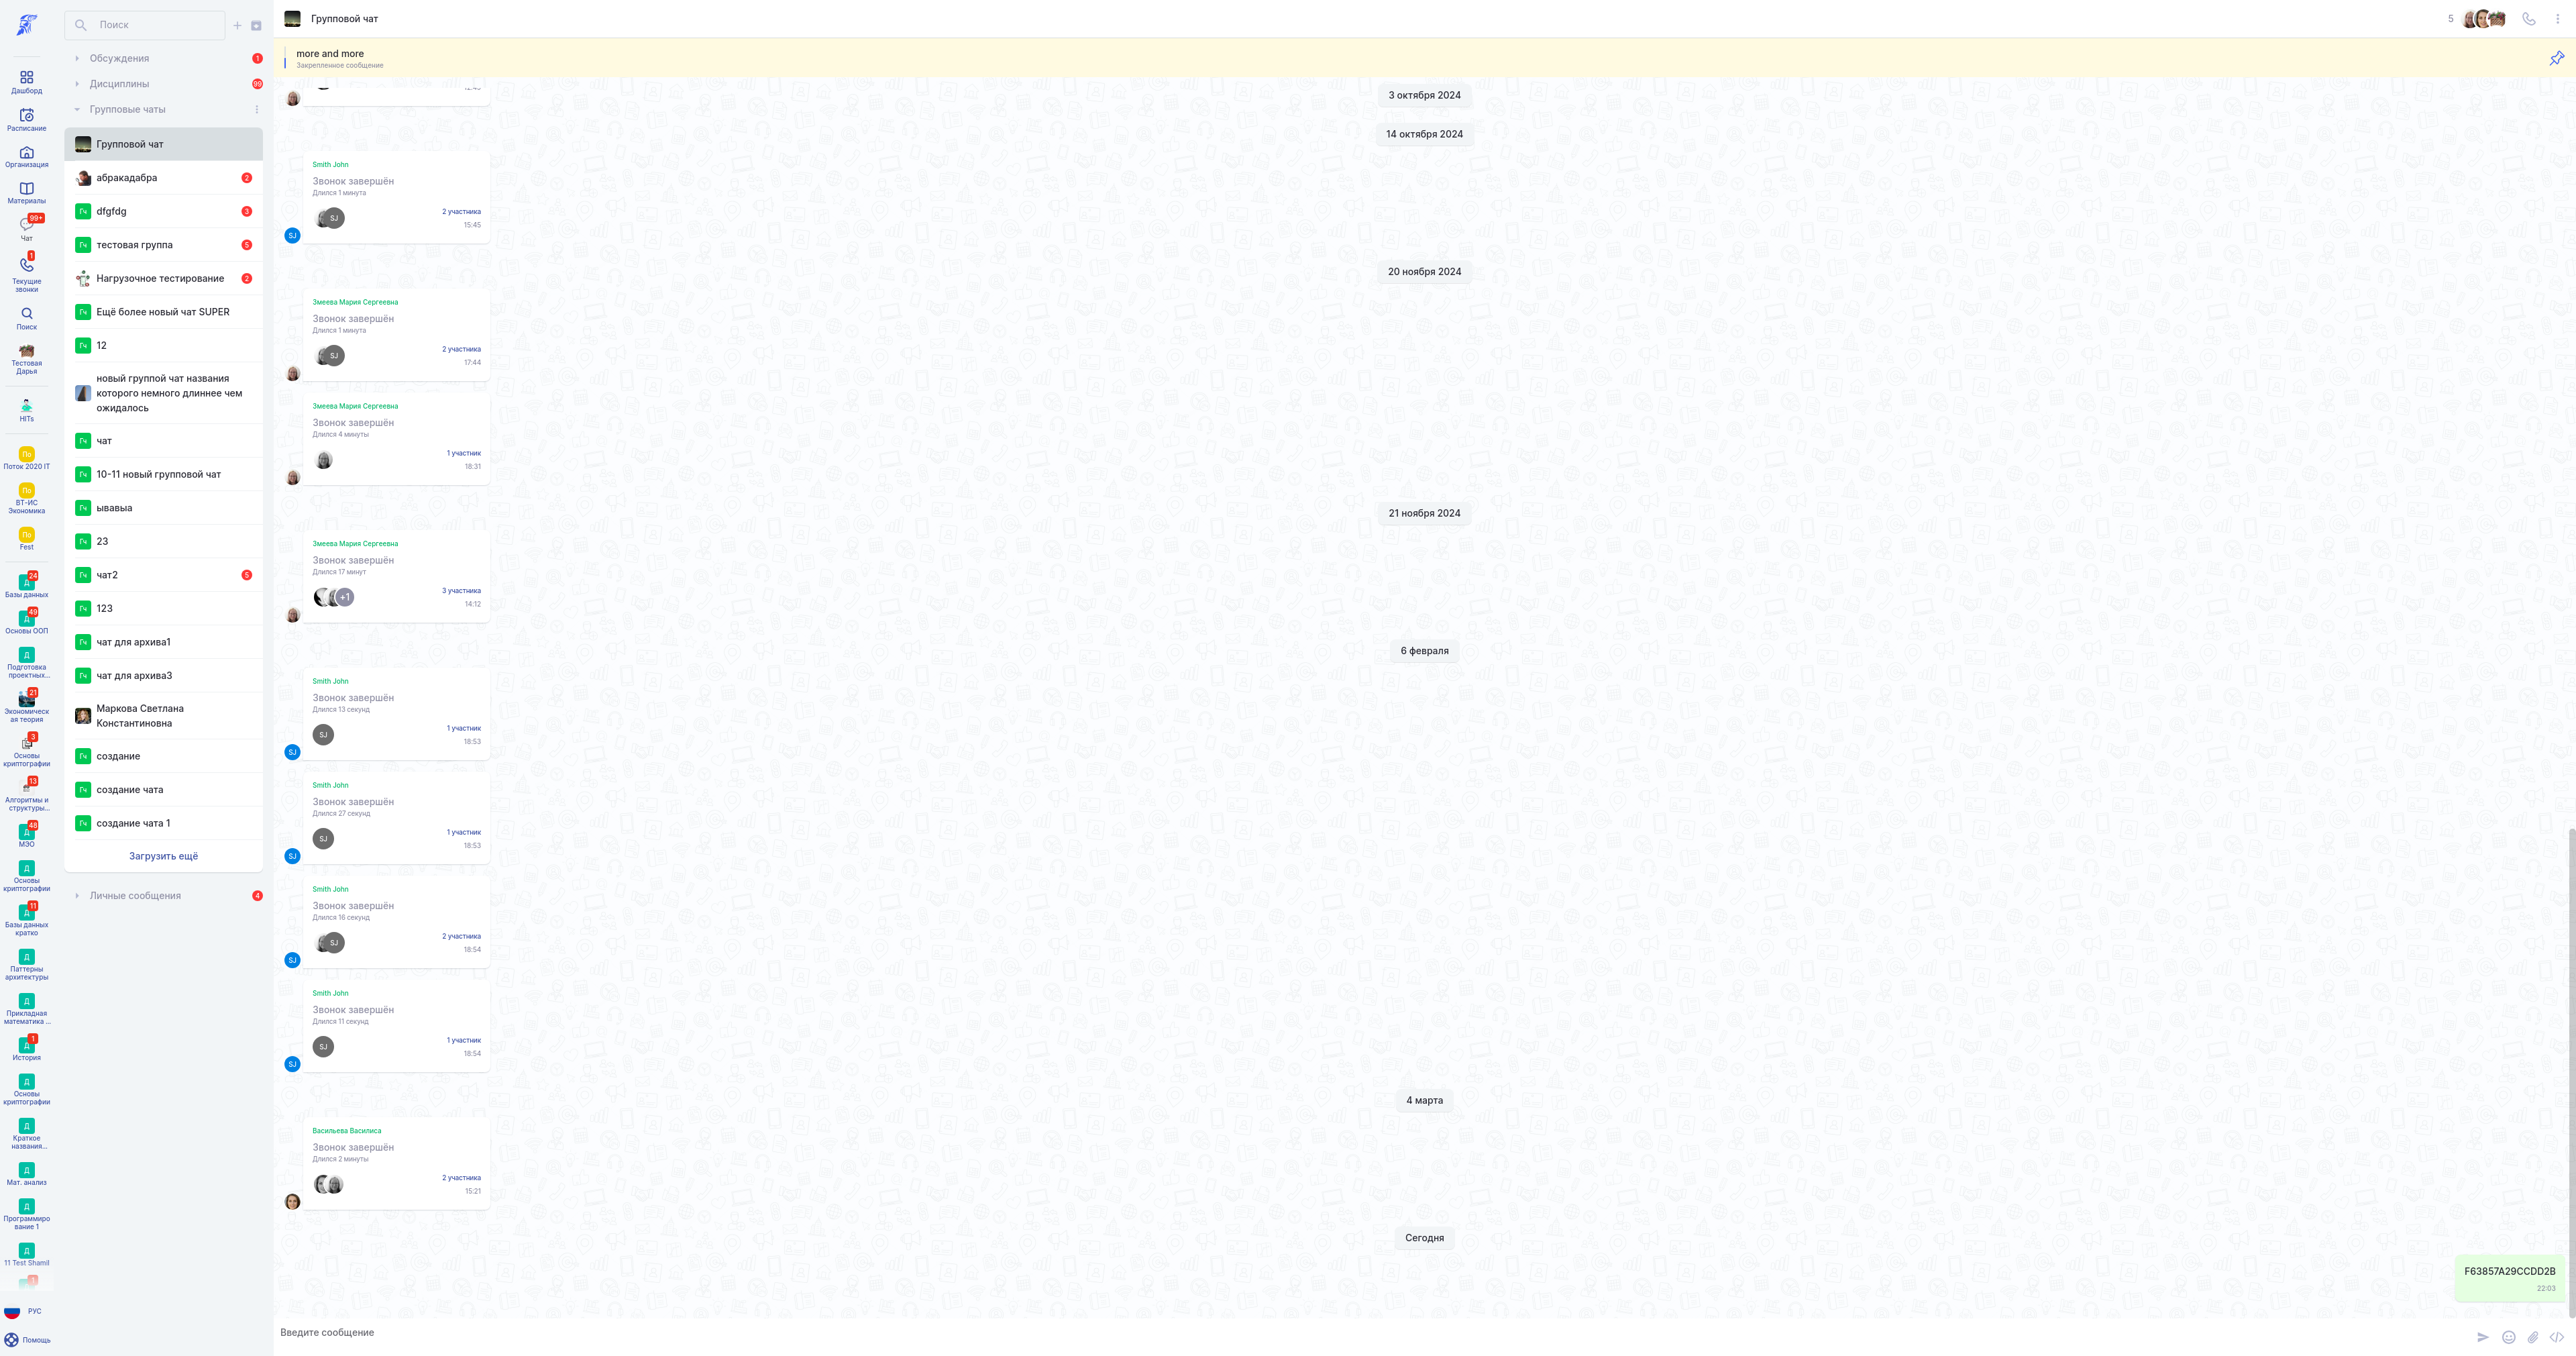 Дашборд
Расписание
Организация
Материалы
99+
Чат
1
Текущие
звонки
Поиск
Тестовая
Дарья
HITs
По
Поток 2020 IT
По
ВТ-ИС
Экономика
По
Fest
24
Д
Базы данных
49
Д
Основы ООП
Д
Подготовка
проектных...
21
Экономическ
ая теория
3
Основы
криптографии
13
Алгоритмы и
структуры...
48
Д
МЭО
Д
Основы
криптографии
11
Д
Базы данных
кратко
Д
Паттерны
архитектуры
Д
Прикладная
математика ...
1
Д
История
Д
Основы
криптографии
Д
Краткое
названия...
Д
Мат. анализ
Д
Программиро
вание 1
Д
11 Test Shamil
РУС
Помощь
Поиск
Обсуждения 1
Дисциплины 99
Групповые чаты
Групповой чат
абракадабра 2
Гч dfgfdg 3
Гч тестовая группа 5
Нагрузочное тестирование 2
Гч Ещё более новый чат SUPER
Гч 12
новый группой чат названия
которого немного длиннее чем
ожидалось
Гч чат
Гч 10-11 новый групповой чат
Гч ывавыа
Гч 23
Гч чат2 5
Гч 123
Гч чат для архива1
Гч чат для архива3
Маркова Светлана
Константиновна
Гч создание
Гч создание чата
Гч создание чата 1
Загрузить ещё
Личные сообщения 4
Групповой чат
5
more and more
Закрепленное сообщение
3 октября 2024
14 октября 2024
Smith John
Звонок завершён
Длился 1 минута
SJ
2 участника
15:45
SJ
20 ноября 2024
Змеева Мария Сергеевна
Звонок завершён
Длился 1 минута
SJ
2 участника
17:44
Змеева Мария Сергеевна
Звонок завершён
Длился 4 минуты
1 участник
18:31
21 ноября 2024
Змеева Мария Сергеевна
Звонок завершён
Длился 17 минут
+1
3 участника
14:12
6 февраля
Smith John
Звонок завершён
Длился 13 секунд
SJ
1 участник
18:53
SJ
Smith John
Звонок завершён
Длился 27 секунд
SJ
1 участник
18:53
SJ
Smith John
Звонок завершён
Длился 16 секунд
SJ
2 участника
18:54
SJ
Smith John
Звонок завершён
Длился 11 секунд
SJ
1 участник
18:54
SJ
4 марта
Васильева Василиса
Звонок завершён
Длился 2 минуты
2 участника
15:21
Сегодня
F63857A29CCDD2B
22:03
Введите сообщение